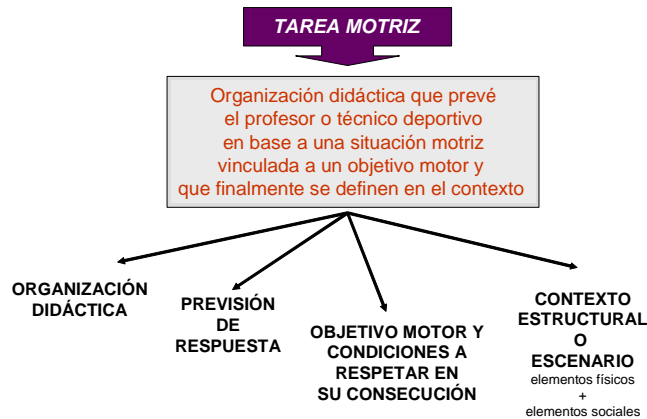 TAREA MOTRIZ
Organización didáctica que prevé
el profesor o técnico deportivo
en base a una situación motriz
vinculada a un objetivo motor y
que finalmente se definen en el contexto
ORGANIZACIÓN
DIDÁCTICA
PREVISIÓN
DE
RESPUESTA
OBJETIVO MOTOR Y
CONDICIONES A
RESPETAR EN
SU CONSECUCIÓN
CONTEXTO
ESTRUCTURAL
O
ESCENARIO
elementos físicos
+
elementos sociales